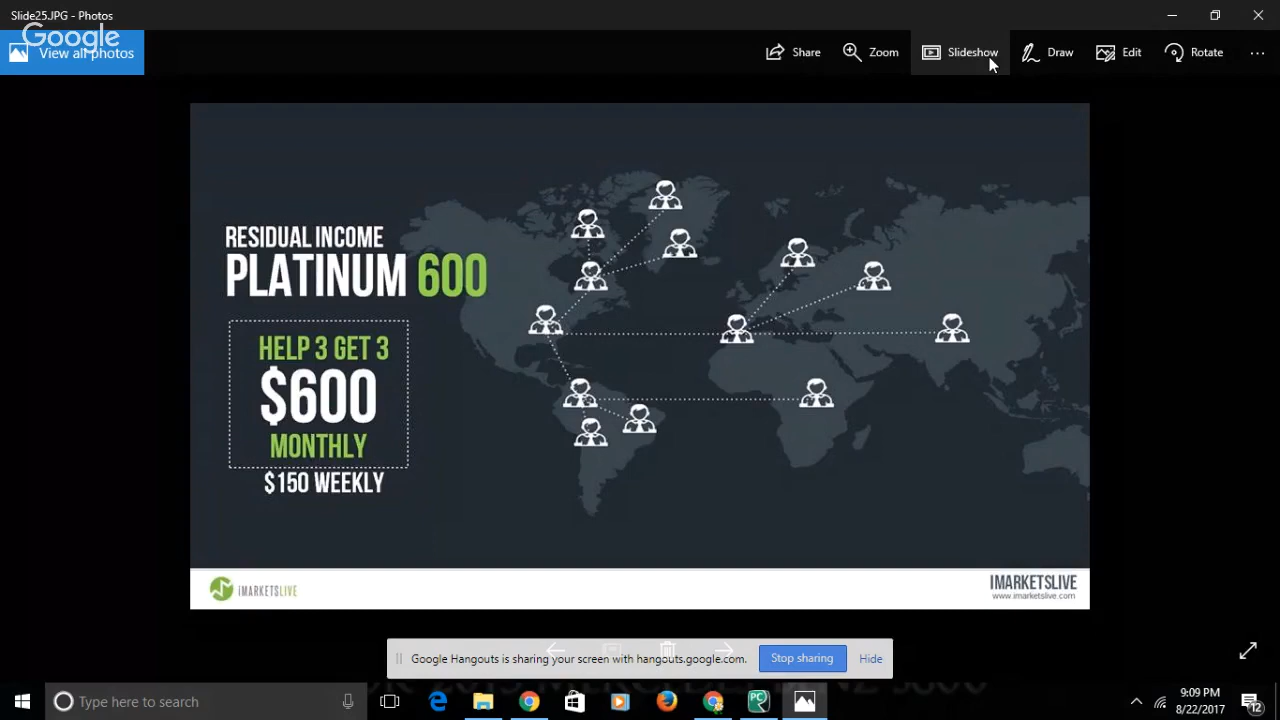 Slide25.JPG - Photos
Google
View all photos
Share
Zoom
Slideshow
Draw
Edit
Rotate
RESIDUAL INCOME
PLATINUM 600
HELP 3 GET 3
$600
MONTHLY
$150 WEEKLY
iMARKETSLIVE
IMARKETSLIVE
www.imarketslive.com
Google Hangouts is sharing your screen with hangouts.google.com.
Stop sharing
Hide
Type here to search
9:09 PM
8/22/2017
12